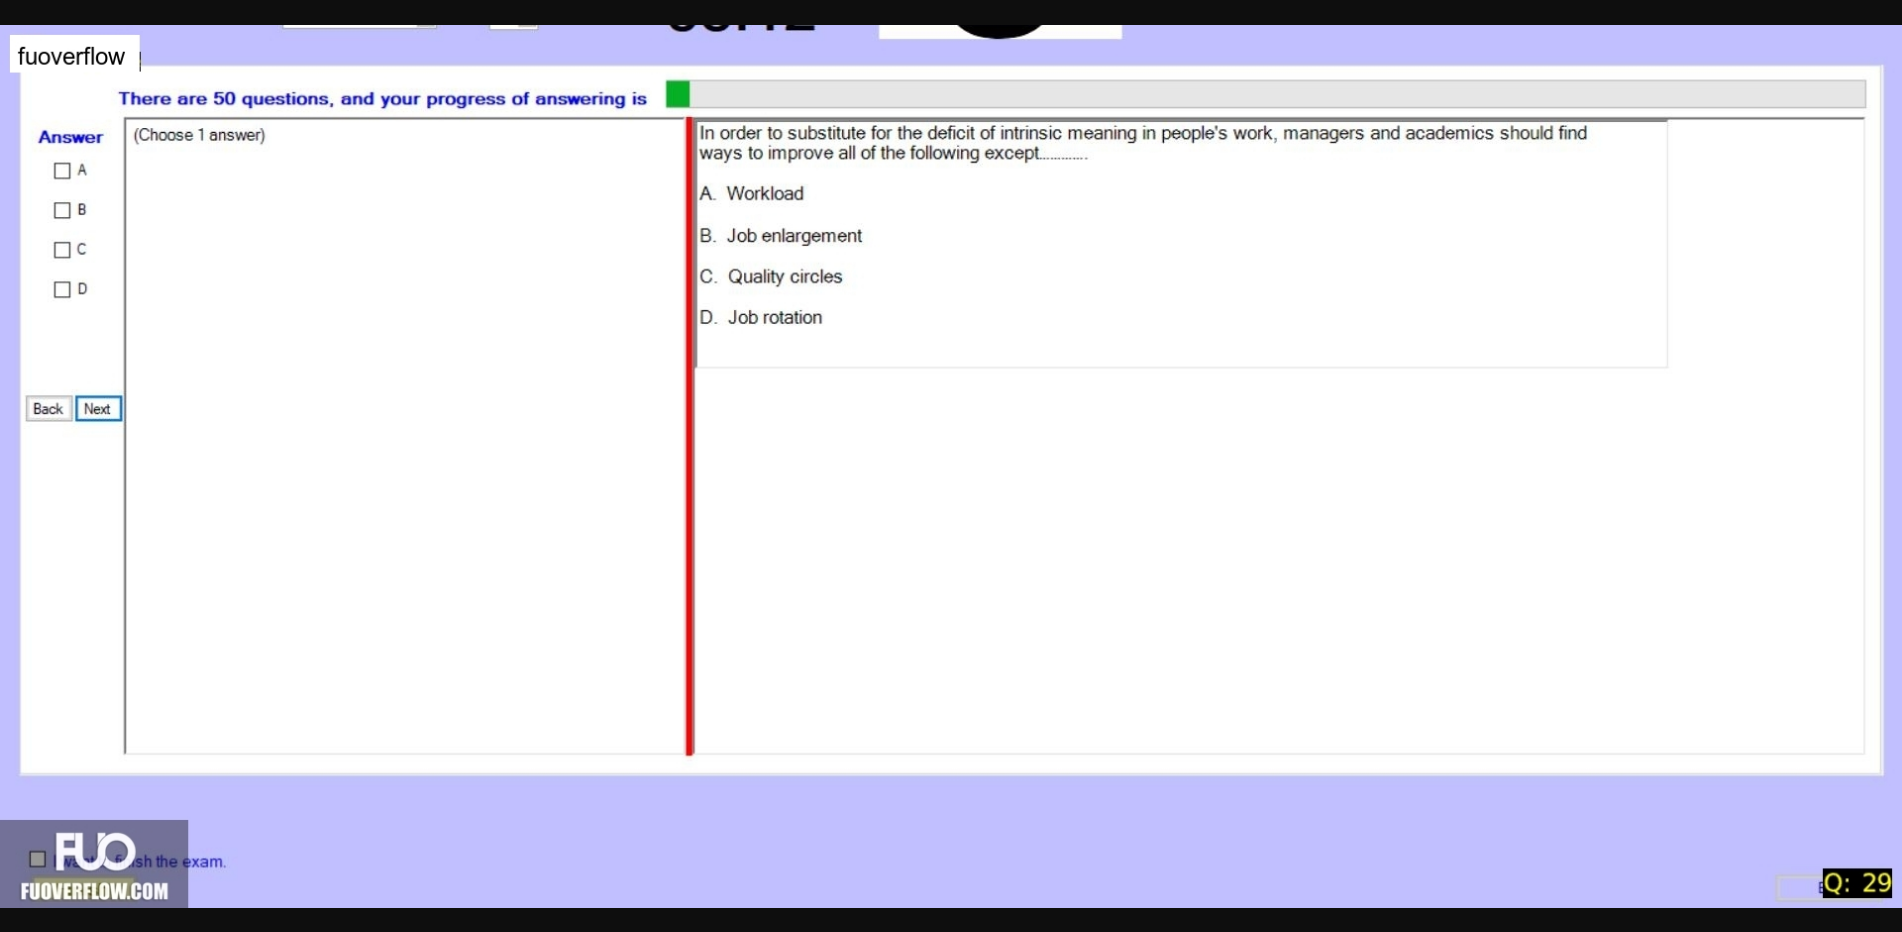 fuoverflow
There are 50 questions, and your progress of answering is
Answer
(Choose 1 answer)
A
B
C
D
Back Next
In order to substitute for the deficit of intrinsic meaning in people's work, managers and academics should find
ways to improve all of the following except............
A. Workload
B. Job enlargement
C. Quality circles
D. Job rotation
FUO
sh the exam.
FUOVERFLOW.COM
Q: 29